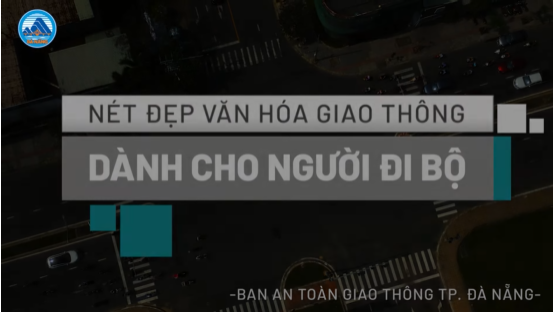 NÉT ĐẸP VĂN HÓA GIAO THÔNG
DÀNH CHO NGƯỜI ĐI BỘ
-BAN AN TOÀN GIAO THÔNG TP. ĐÀ NẴNG-